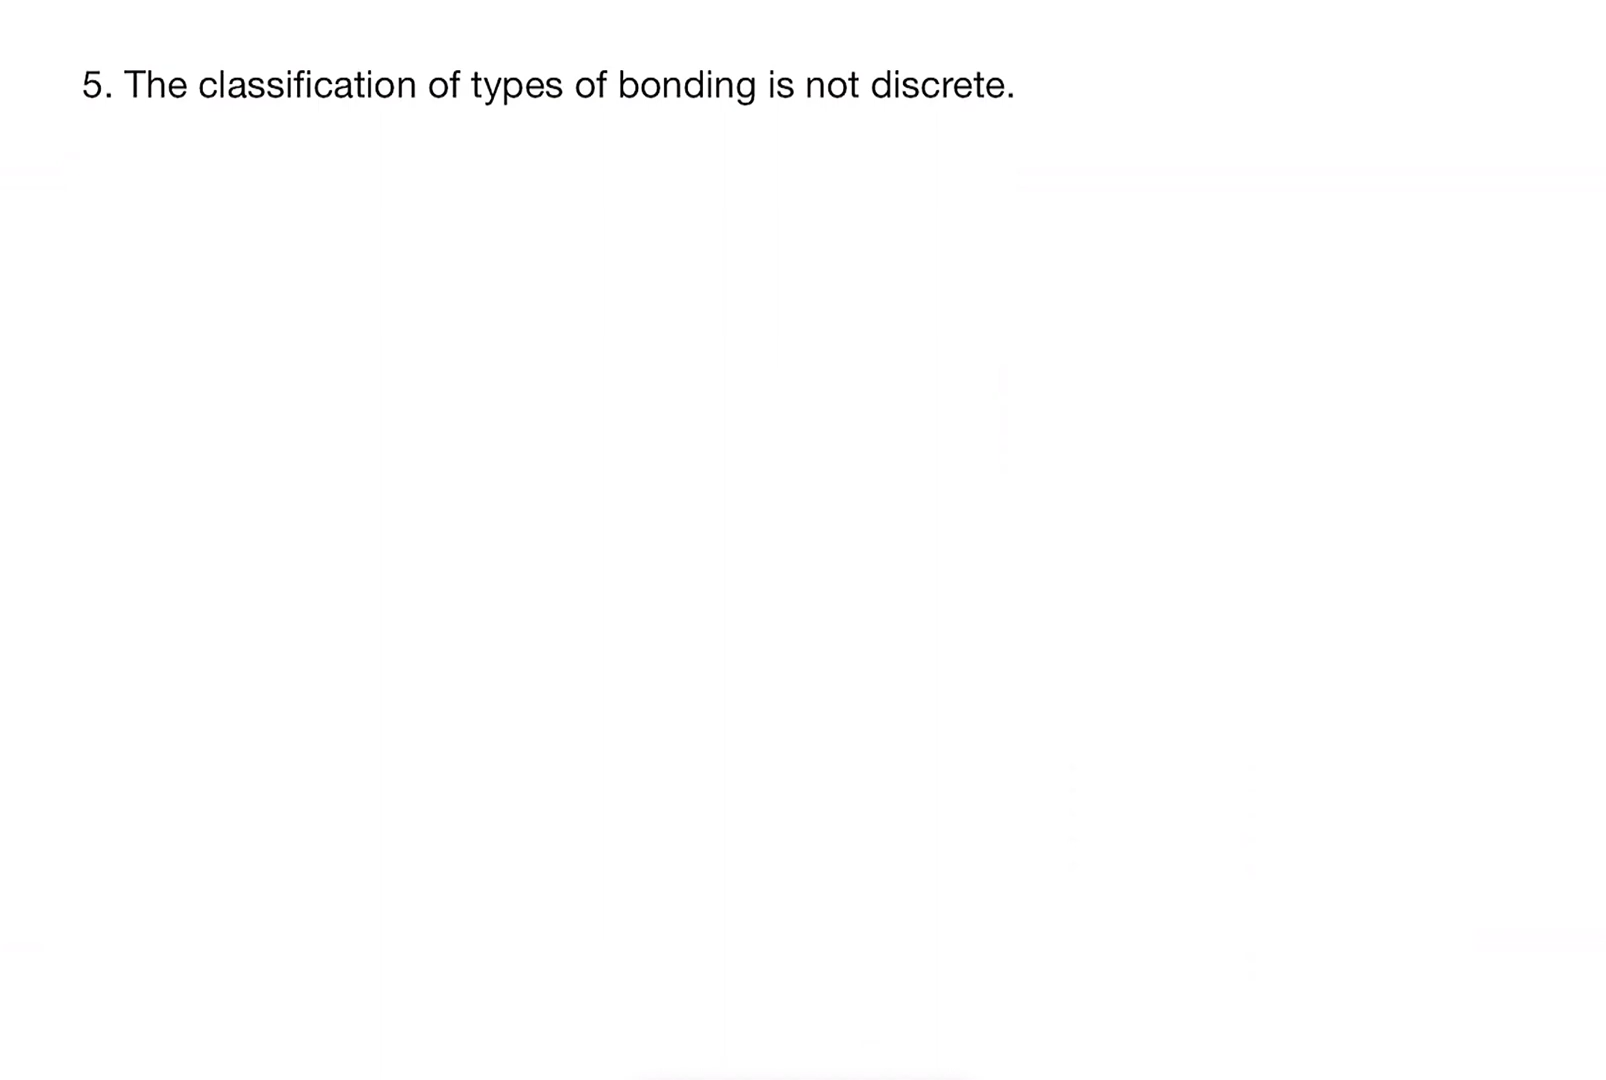 5. The classification of types of bonding is not discrete.